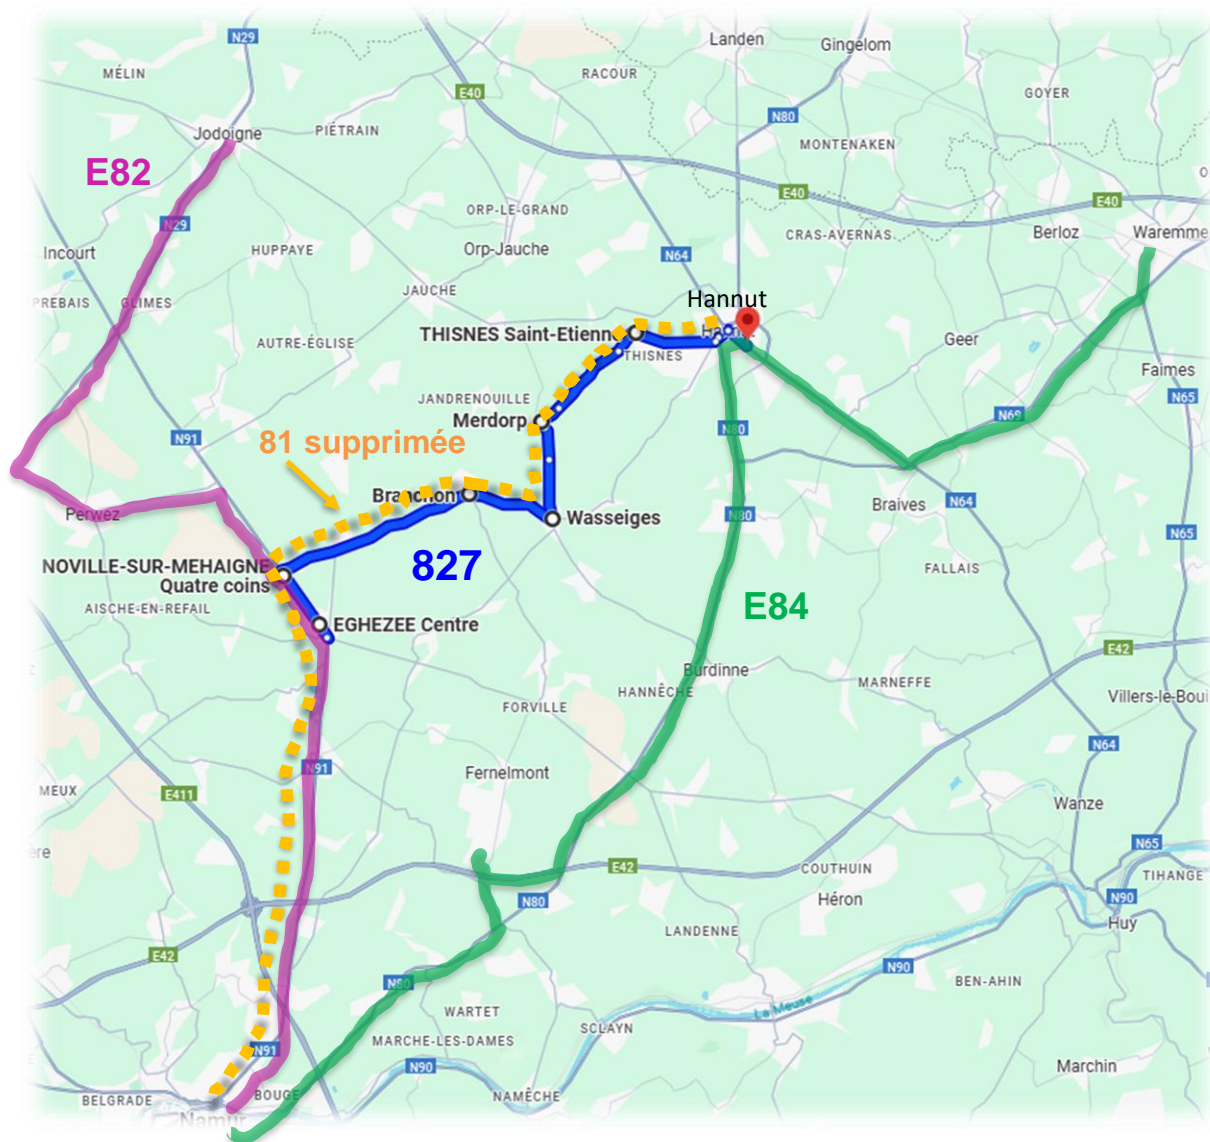 N29
Landen
Gingelom
MÉLIN
RACOUR
E40
GOYER
N80
Jodoigne
PIÉTRAIN
MONTENAKEN
E82
E40
E40
ORP-LE-GRAND
N29
Orp-Jauche
CRAS-AVERNAS
Berloz
Waremme
Incourt
HUPPAYE
N64
JAUCHE
Hannut
PREBAIS
GLIMES
THISNES Saint-Etienne
AUTRE-ÉGLISE
THISNES
Geer
Faimes
JANDRENOUILLE
N65
Merdorp
N69
N91
N80
81 supprimée
Branchon
Braives
N64
Perwez
Wasseiges
N80
N65
NOVILLE-SUR-MEHAIGNE
Quatre coins
827
FALLAIS
AISCHE-EN-REFAIL
EGHEZEE Centre
E84
E42
Burdinne
HANNÊCHE
MARNEFFE
FORVILLE
Villers-le-Boui
N64
N91
Fernelmont
MEUX
E411
Wanze
ère
N65
E42
COUTHUIN
TIHANGE
N80
Héron
N90
Huy
LANDENNE
E42
N90
N80
BEN-AHIN
WARTET
La Meuse
SCLAYN
MARCHE-LES-DAMES
N91
N90
Marchin
BELGRADE
BOUGE
NAMÊCHE
Namur